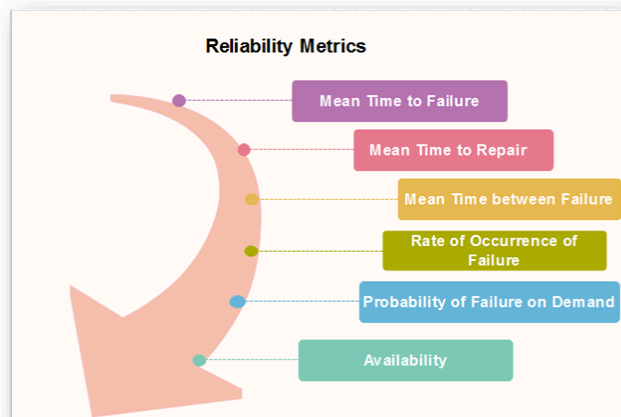 Reliability Metrics
Mean Time to Failure
Mean Time to Repair
Mean Time between Failure
Rate of Occurrence of
Failure
Probability of Failure on Demand
Availability